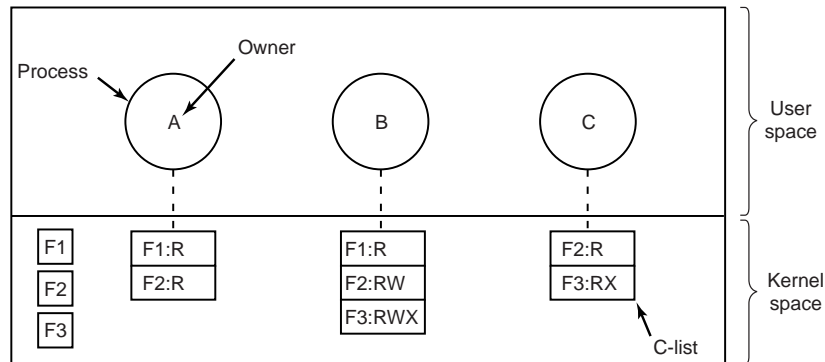 Owner
Process
A
B
C
User
space
F1
F2
F3
F1:R
F2:R
F1:R
F2:RW
F3:RWX
F2:R
F3:RX
C-list
Kernel
space